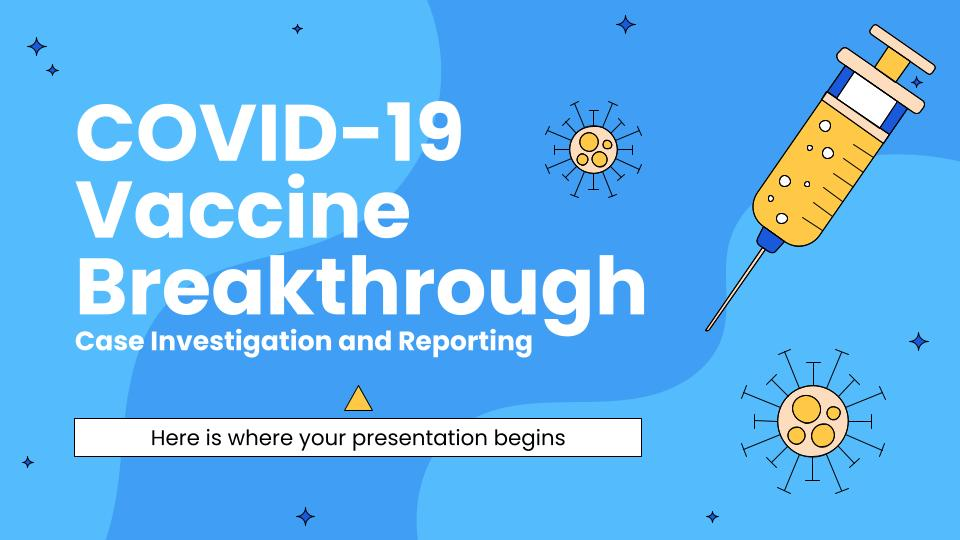 COVID-19
Vaccine
Breakthrough
Case Investigation and Reporting
Here is where your presentation begins